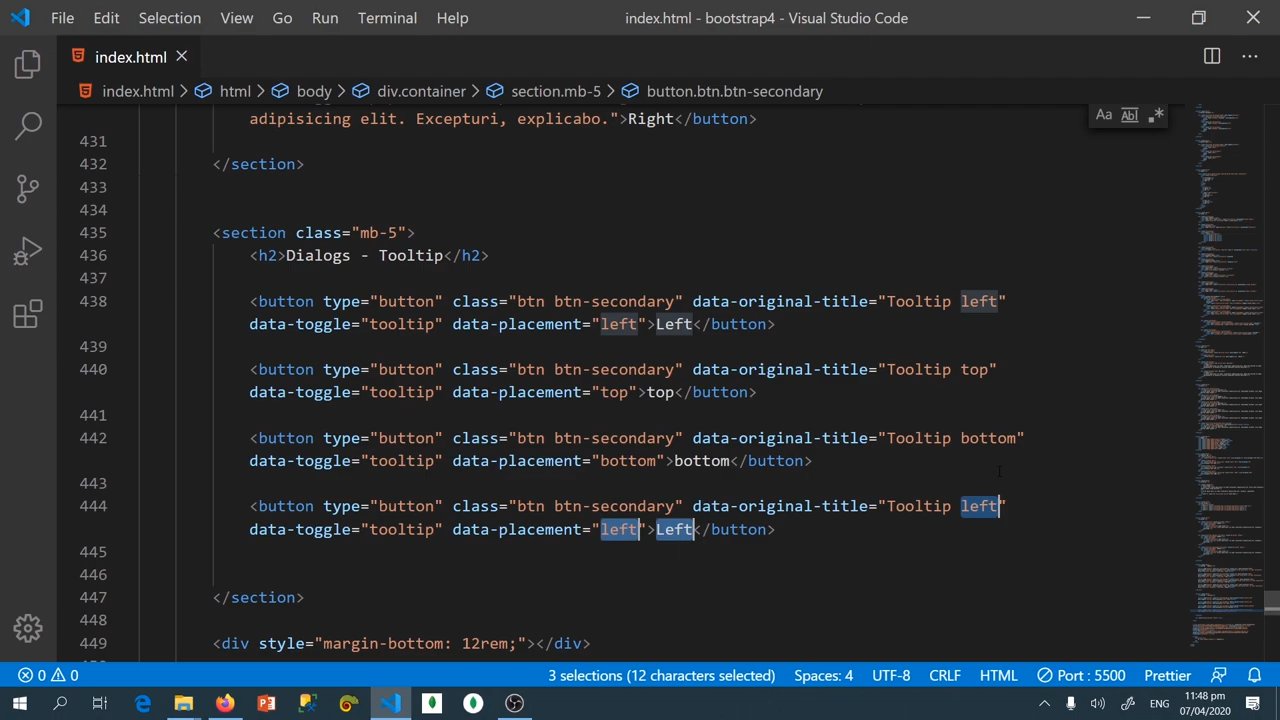 File Edit Selection View Go Run Terminal Help index.html - bootstrap4 - Visual Studio Code
index.html
index.html > html > body > div.container > section.mb-5 > button.btn.btn-secondary
adipisicing elit. Excepturi, explicabo.">Right</button>
431
432 </section>
433
434
435 <section class="mb-5">
436 <h2>Dialogs - Tooltip</h2>
437
438 <button type="button" class="btn btn-secondary" data-original-title="Tooltip left"
data-toggle="tooltip" data-placement="left">Left</button>
439
440 <button type="button" class="btn btn-secondary" data-original-title="Tooltip top"
data-toggle="tooltip" data-placement="top">top</button>
441
442 <button type="button" class="btn btn-secondary" data-original-title="Tooltip bottom"
data-toggle="tooltip" data-placement="bottom">bottom</button>
443
444 <button type="button" class="btn btn-secondary" data-original-title="Tooltip left"
data-toggle="tooltip" data-placement="left">Left</button>
445
446
447 </section>
448
449 <div style="margin-bottom: 12rem"></div>
0 0 3 selections (12 characters selected) Spaces: 4 UTF-8 CRLF HTML Port : 5500 Prettier
ENG 11:48 pm
07/04/2020